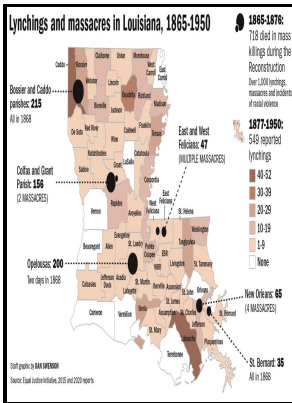 Lynchings and massacres in Louisiana, 1865-1950
1865-1876:
718 died in mass
killings during the
Reconstruction
Over 1,000 lynchings,
massacres and incidents
of racial violence
1877-1950:
549 reported
lynchings
40-52
30-39
20-29
10-19
1-9
None
Bossier and Caddo
parishes: 215
All in 1868
Colfax and Grant
Parish: 156
(2 MASSACRES)
East and West
Feliciana: 47
(MULTIPLE MASSACRES)
Opelousas: 200
Two days in 1868
New Orleans: 65
(4 MASSACRES)
St. Bernard: 35
All in 1868
Caddo
Bossier
Webster
Claiborne
Union
Morehouse
West
Carroll
East
Carroll
Lincoln
Ouachita
Richland
Madison
Bienville
Jackson
De Soto
Red River
Winn
Caldwell
Franklin
Tensas
Natchitoches
Sabine
Grant
LaSalle
Catahoula
Concordia
Vernon
Rapides
Avoyelles
West
Feliciana
East
Feliciana
St. Helena
Washington
Tangipahoa
Beauregard
Allen
Evangeline
St. Landry
Pointe
Coupee
EBR
WBR
Livingston
St. Tammany
Calcasieu
Jefferson
Davis
Acadia
Lafayette
St. Martin
Iberville
Ascension
St. James
St. John
Orleans
Cameron
Vermilion
Iberia
St. Mary
Assumption
St. Charles
Jefferson
St. Bernard
Plaquemines
Lafourche
Terrebonne
Staff graphic by DAN SWENSON
Source: Equal Justice Initiative, 2015 and 2020 reports